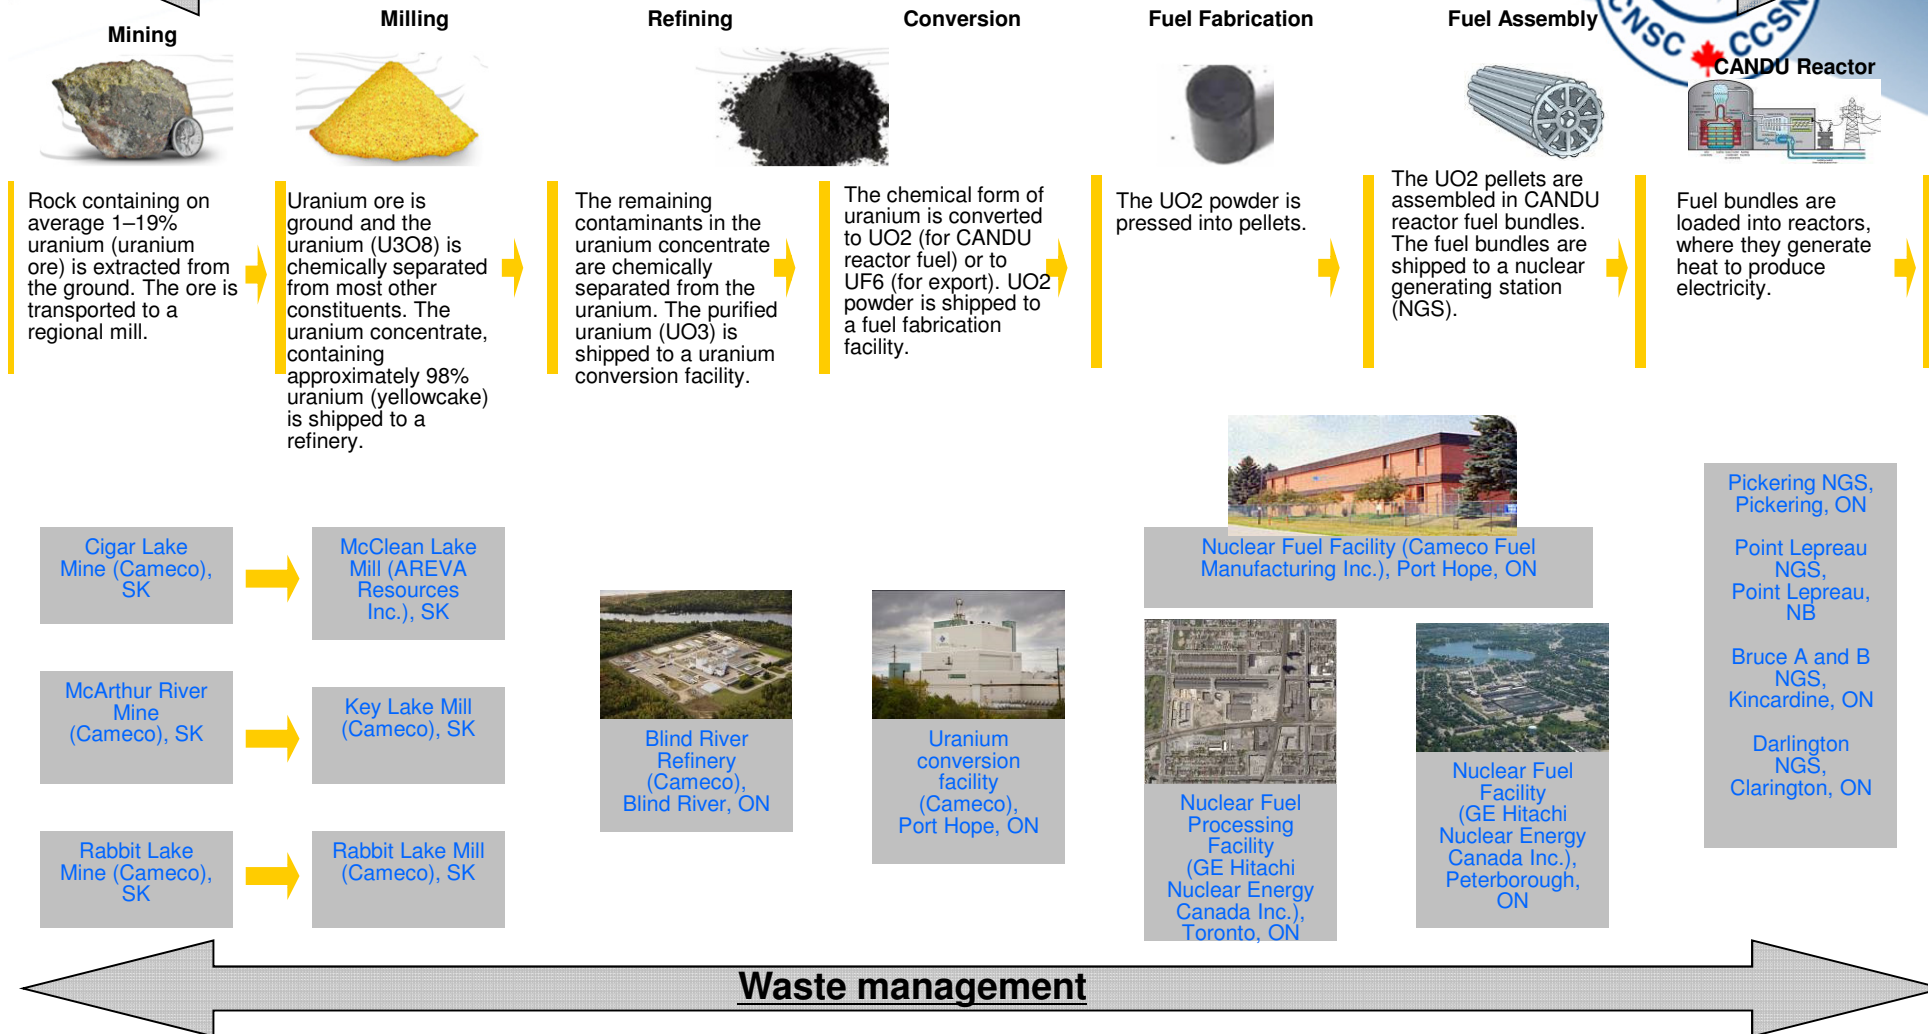 Mining
Milling
Refining
Conversion
Fuel Fabrication
Fuel Assembly
CNSC CCSN
CANDU Reactor
Rock containing on
average 1–19%
uranium (uranium
ore) is extracted from
the ground. The ore is
transported to a
regional mill.
Uranium ore is
ground and the
uranium (U3O8) is
chemically separated
from most other
constituents. The
uranium concentrate,
containing
approximately 98%
uranium (yellowcake)
is shipped to a
refinery.
The remaining
contaminants in the
uranium concentrate
are chemically
separated from the
uranium. The purified
uranium (UO3) is
shipped to a uranium
conversion facility.
The chemical form of
uranium is converted
to UO2 (for CANDU
reactor fuel) or to
UF6 (for export). UO2
powder is shipped to
a fuel fabrication
facility.
The UO2 powder is
pressed into pellets.
The UO2 pellets are
assembled in CANDU
reactor fuel bundles.
The fuel bundles are
shipped to a nuclear
generating station
(NGS).
Fuel bundles are
loaded into reactors,
where they generate
heat to produce
electricity.
Cigar Lake
Mine (Cameco),
SK
McClean Lake
Mill (AREVA
Resources
Inc.), SK
McArthur River
Mine
(Cameco), SK
Key Lake Mill
(Cameco), SK
Rabbit Lake
Mine (Cameco),
SK
Rabbit Lake Mill
(Cameco), SK
Blind River
Refinery
(Cameco),
Blind River, ON
Uranium
conversion
facility
(Cameco),
Port Hope, ON
Nuclear Fuel Facility (Cameco Fuel
Manufacturing Inc.), Port Hope, ON
Nuclear Fuel
Processing
Facility
(GE Hitachi
Nuclear Energy
Canada Inc.),
Toronto, ON
Nuclear Fuel
Facility
(GE Hitachi
Nuclear Energy
Canada Inc.),
Peterborough,
ON
Pickering NGS,
Pickering, ON
Point Lepreau
NGS,
Point Lepreau,
NB
Bruce A and B
NGS,
Kincardine, ON
Darlington
NGS,
Clarington, ON
Waste management